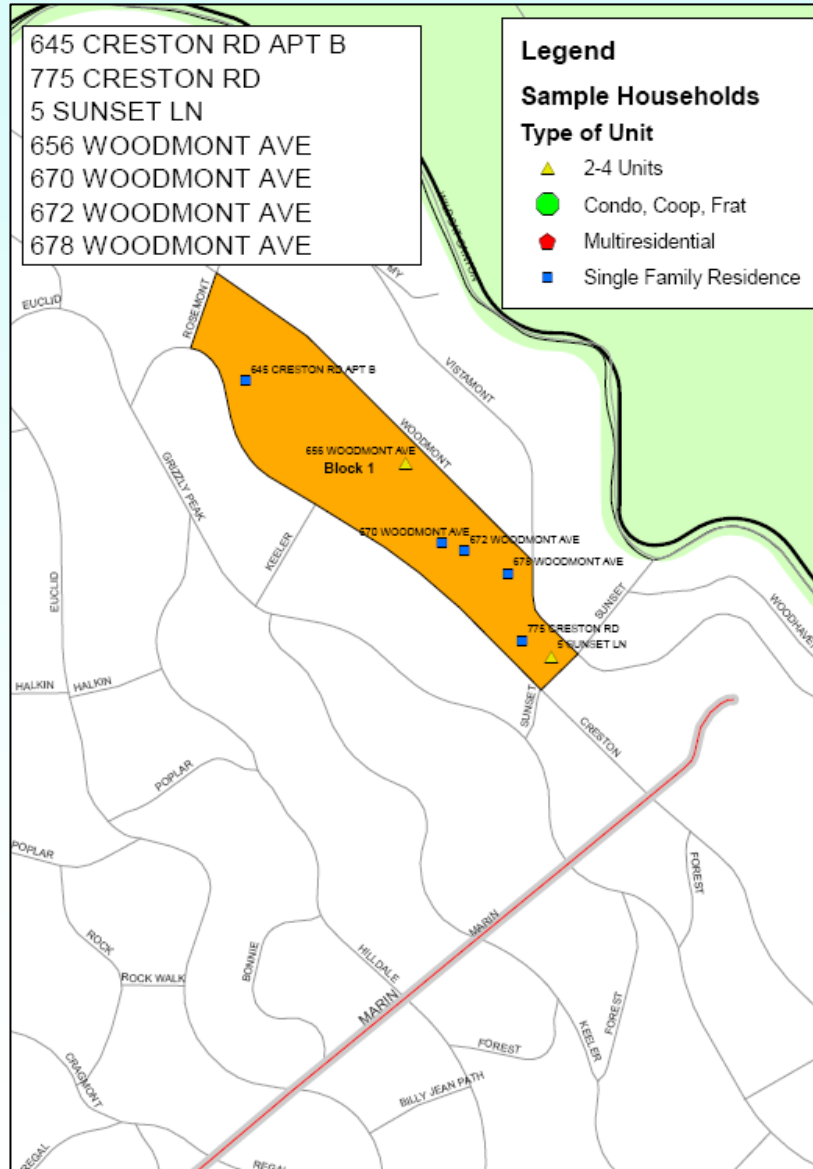 645 CRESTON RD APT B
775 CRESTON RD
5 SUNSET LN
656 WOODMONT AVE
670 WOODMONT AVE
672 WOODMONT AVE
678 WOODMONT AVE
Legend
Sample Households
Type of Unit
2-4 Units
Condo, Coop, Frat
Multiresidential
Single Family Residence
EUCLID
ROSEMONT
645 CRESTON RD APT B
VISTAMONT
WOODMONT
656 WOODMONT AVE
Block 1
GRIZZLY PEAK
KEELER
670 WOODMONT AVE
672 WOODMONT AVE
678 WOODMONT AVE
EUCLID
SUNSET
775 CRESTON RD
5 SUNSET LN
HALKIN
HALKIN
SUNSET
CRESTON
POPLAR
POPLAR
FOREST
ROCK
BONNIE
MARIN
HILLDALE
ROCK WALK
MARIN
FOREST
FOREST
KEELER
CRAGMONT
BILLY JEAN PATH
REGAL
REGAL